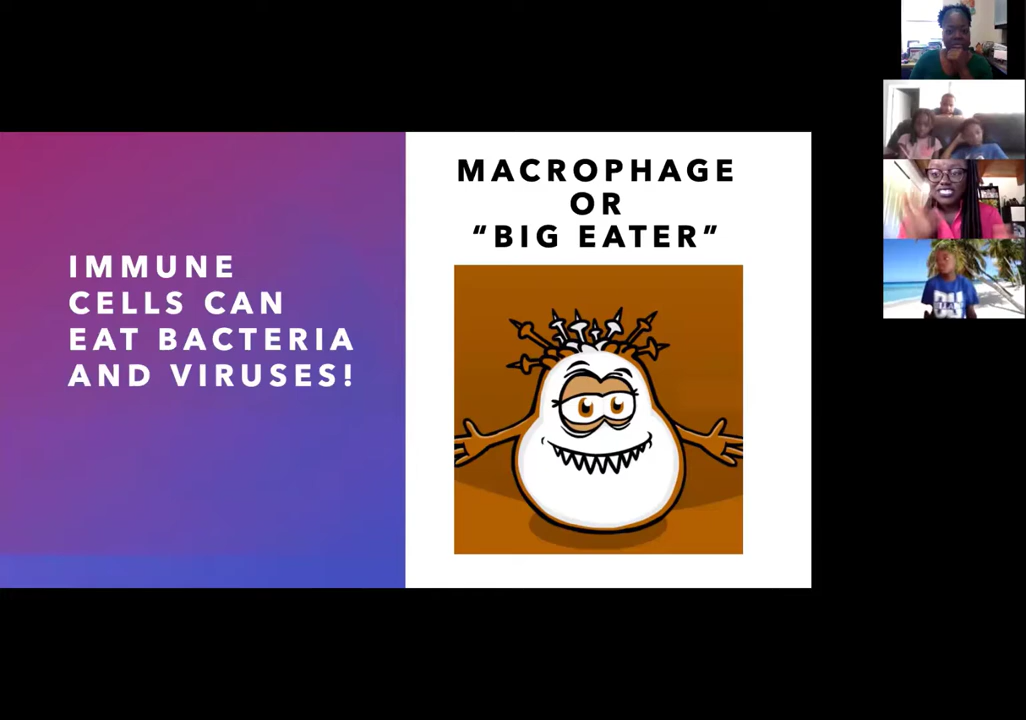 IMMUNE
CELLS CAN
EAT BACTERIA
AND VIRUSES!
MACROPHAGE
OR
“BIG EATER”